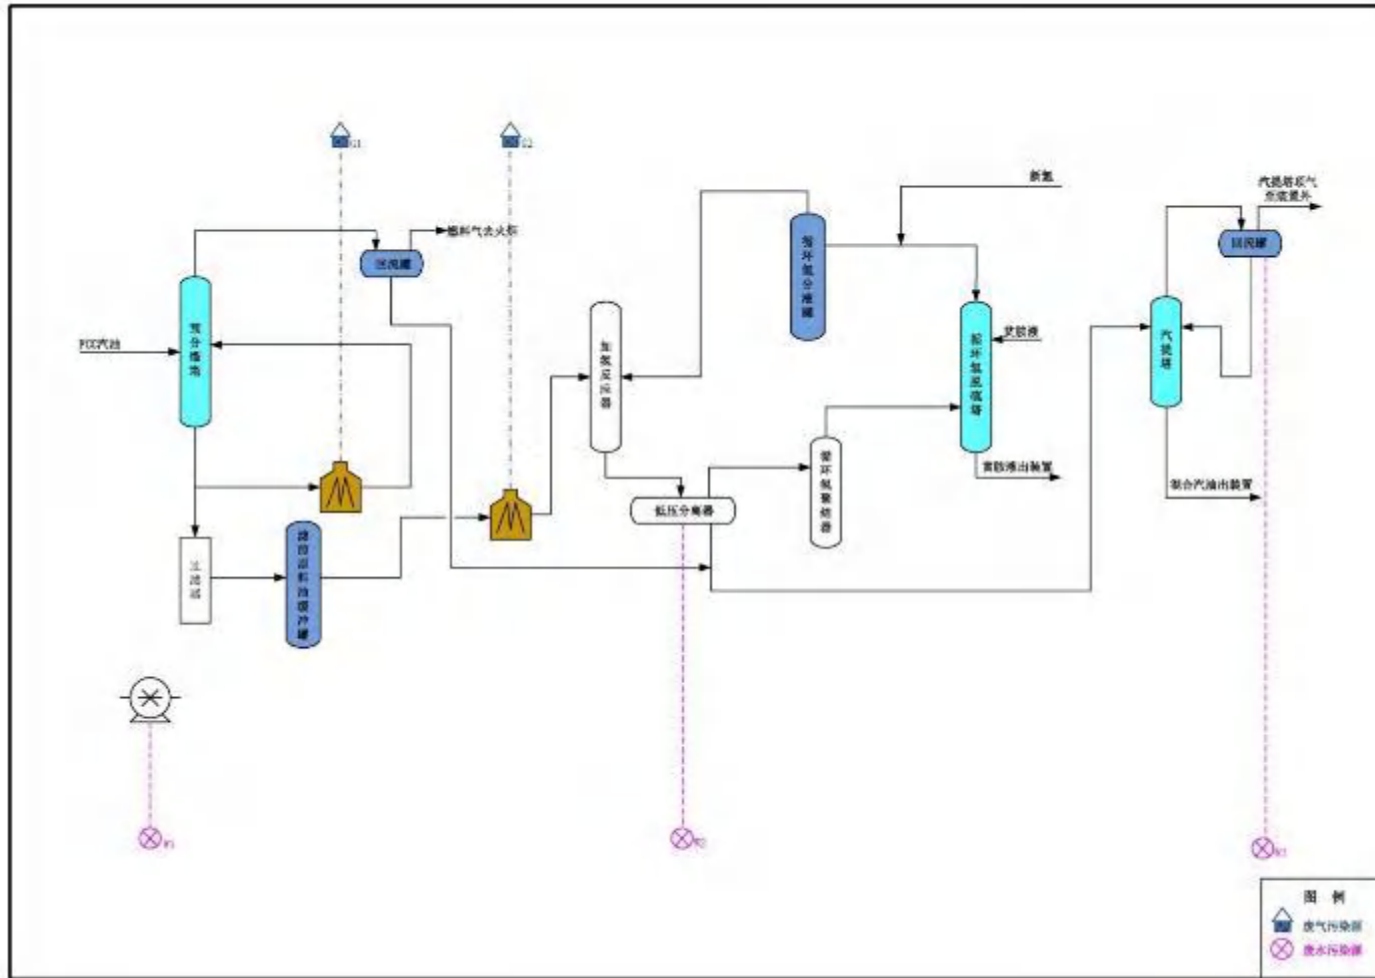 G1
G2
新氢
汽提塔顶气
至装置外
燃料气去火炬
回流罐
回流罐
循环氢分液罐
预分馏塔
FCC汽油
加氢反应器
循环氢脱硫塔
贫胺液
汽提塔
循环氢聚结器
富胺液出装置
混合汽油出装置
低压分离器
过滤器
W1
W2
W3
图 例
废气污染源
废水污染源